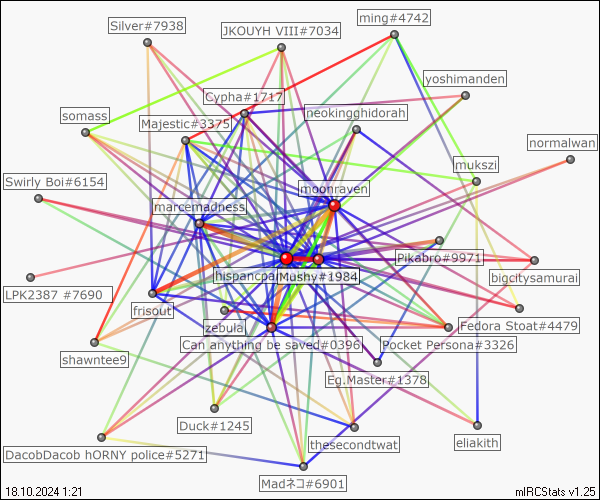 ming#4742
Silver#7938
JKOUYH VIII#7034
yoshimanden
Cypha#1717
neokingghidorah
somass
Majestic#3375
normalwan
mukszi
Swirly Boi#6154
moonraven
marcemadness
Pikabro#9971
hispancpa
Mushy#1984
bigcitysamurai
LPK2387 #7690
frisout
zebula
Fedora Stoat#4479
Can anything be saved#0396
Pocket Persona#3326
shawntee9
Eg.Master#1378
Duck#1245
thesecondtwat
eliakith
DacobDacob hORNY police#5271
Madネコ#6901
18.10.2024 1:21
mIRCStats v1.25